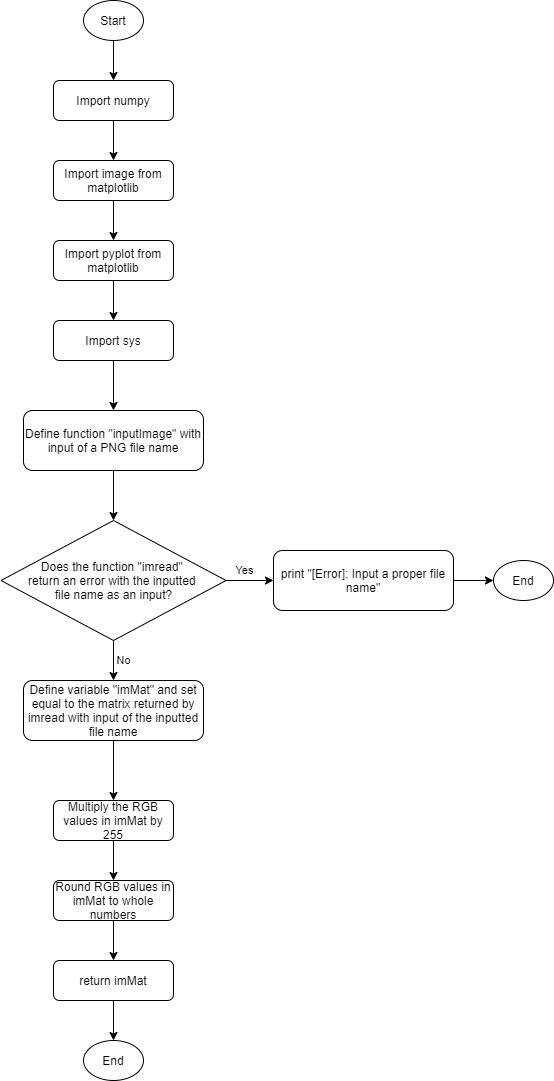 Start
Import numpy
Import image from
matplotlib
Import pyplot from
matplotlib
Import sys
Define function "inputImage" with
input of a PNG file name
Does the function "imread"
return an error with the inputted
file name as an input?
Yes
print "[Error]: Input a proper file
name"
End
No
Define variable "imMat" and set
equal to the matrix returned by
imread with input of the inputted
file name
Multiply the RGB
values in imMat by
255
Round RGB values in
imMat to whole
numbers
return imMat
End